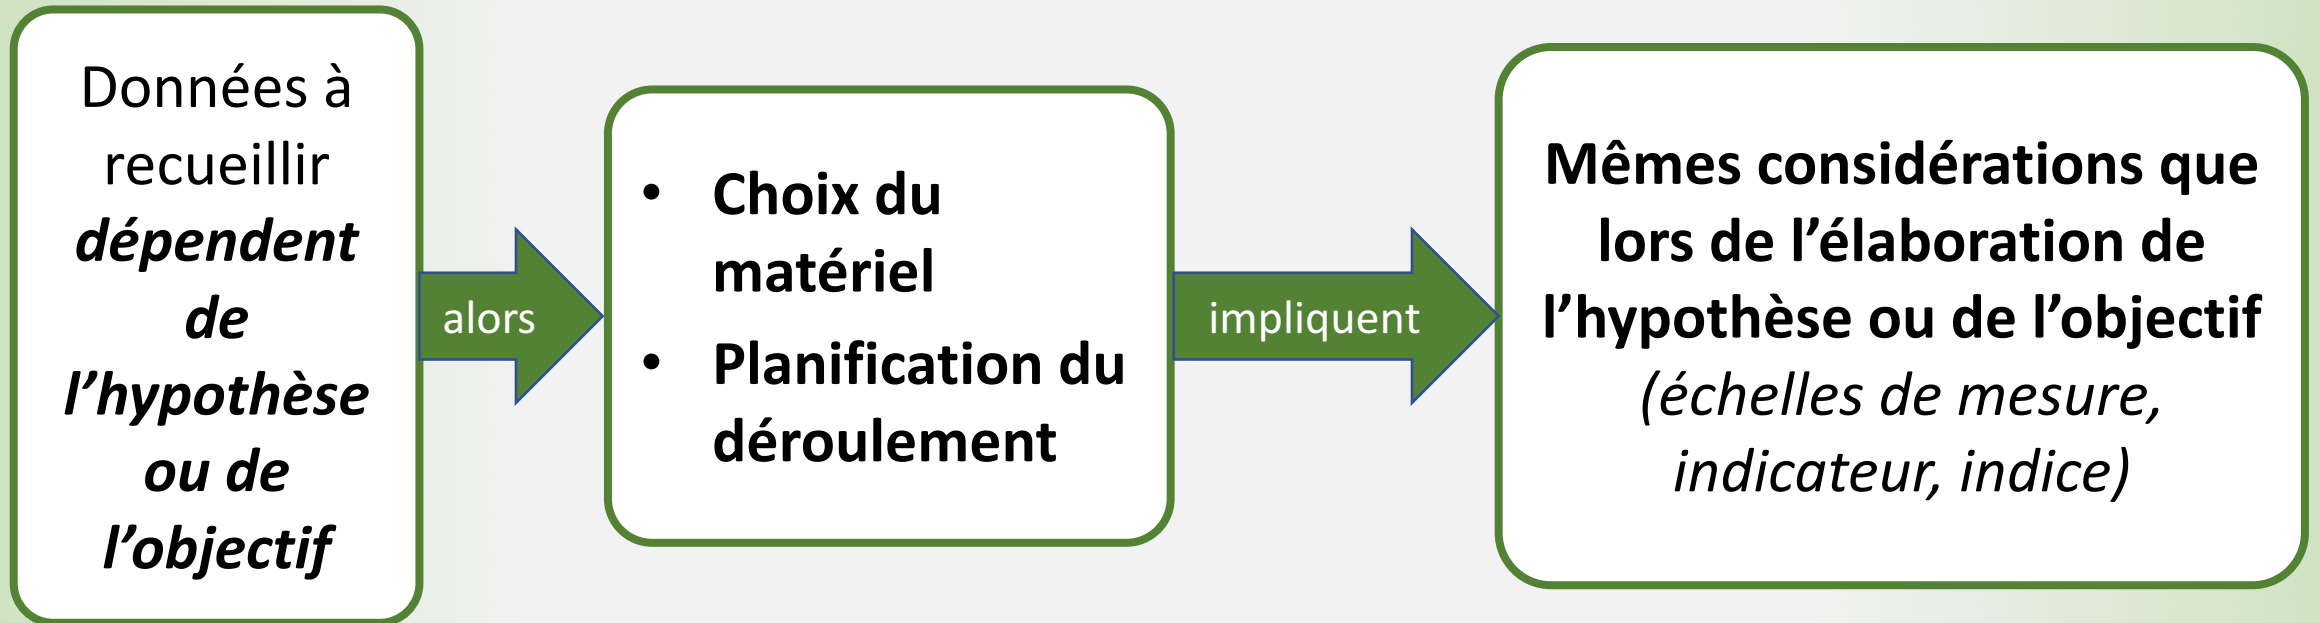 Données à
recueillir
dépendent
de
l’hypothèse
ou de
l’objectif
alors
• Choix du
matériel
• Planification du
déroulement
impliquent
Mêmes considérations que
lors de l’élaboration de
l’hypothèse ou de l’objectif
(échelles de mesure,
indicateur, indice)